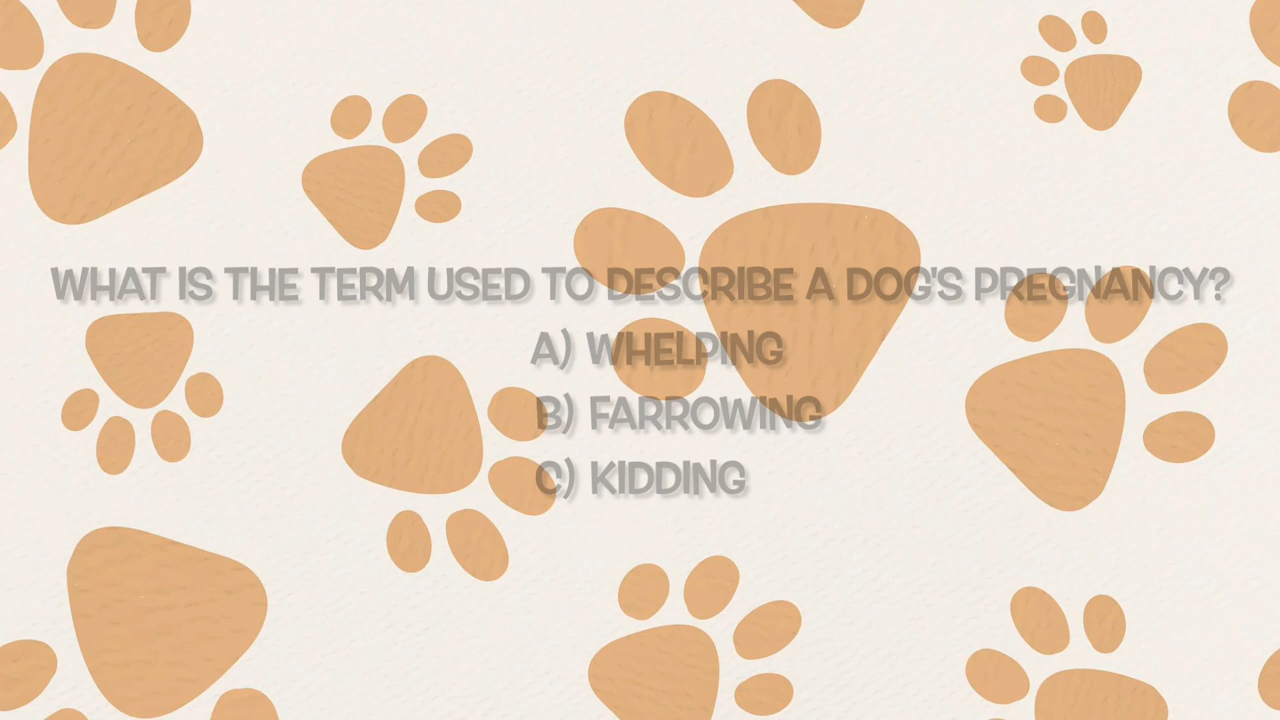 WHAT IS THE TERM USED TO DESCRIBE A DOG'S PREGNANCY?
A) WHELPING
B) FARROWING
C) KIDDING